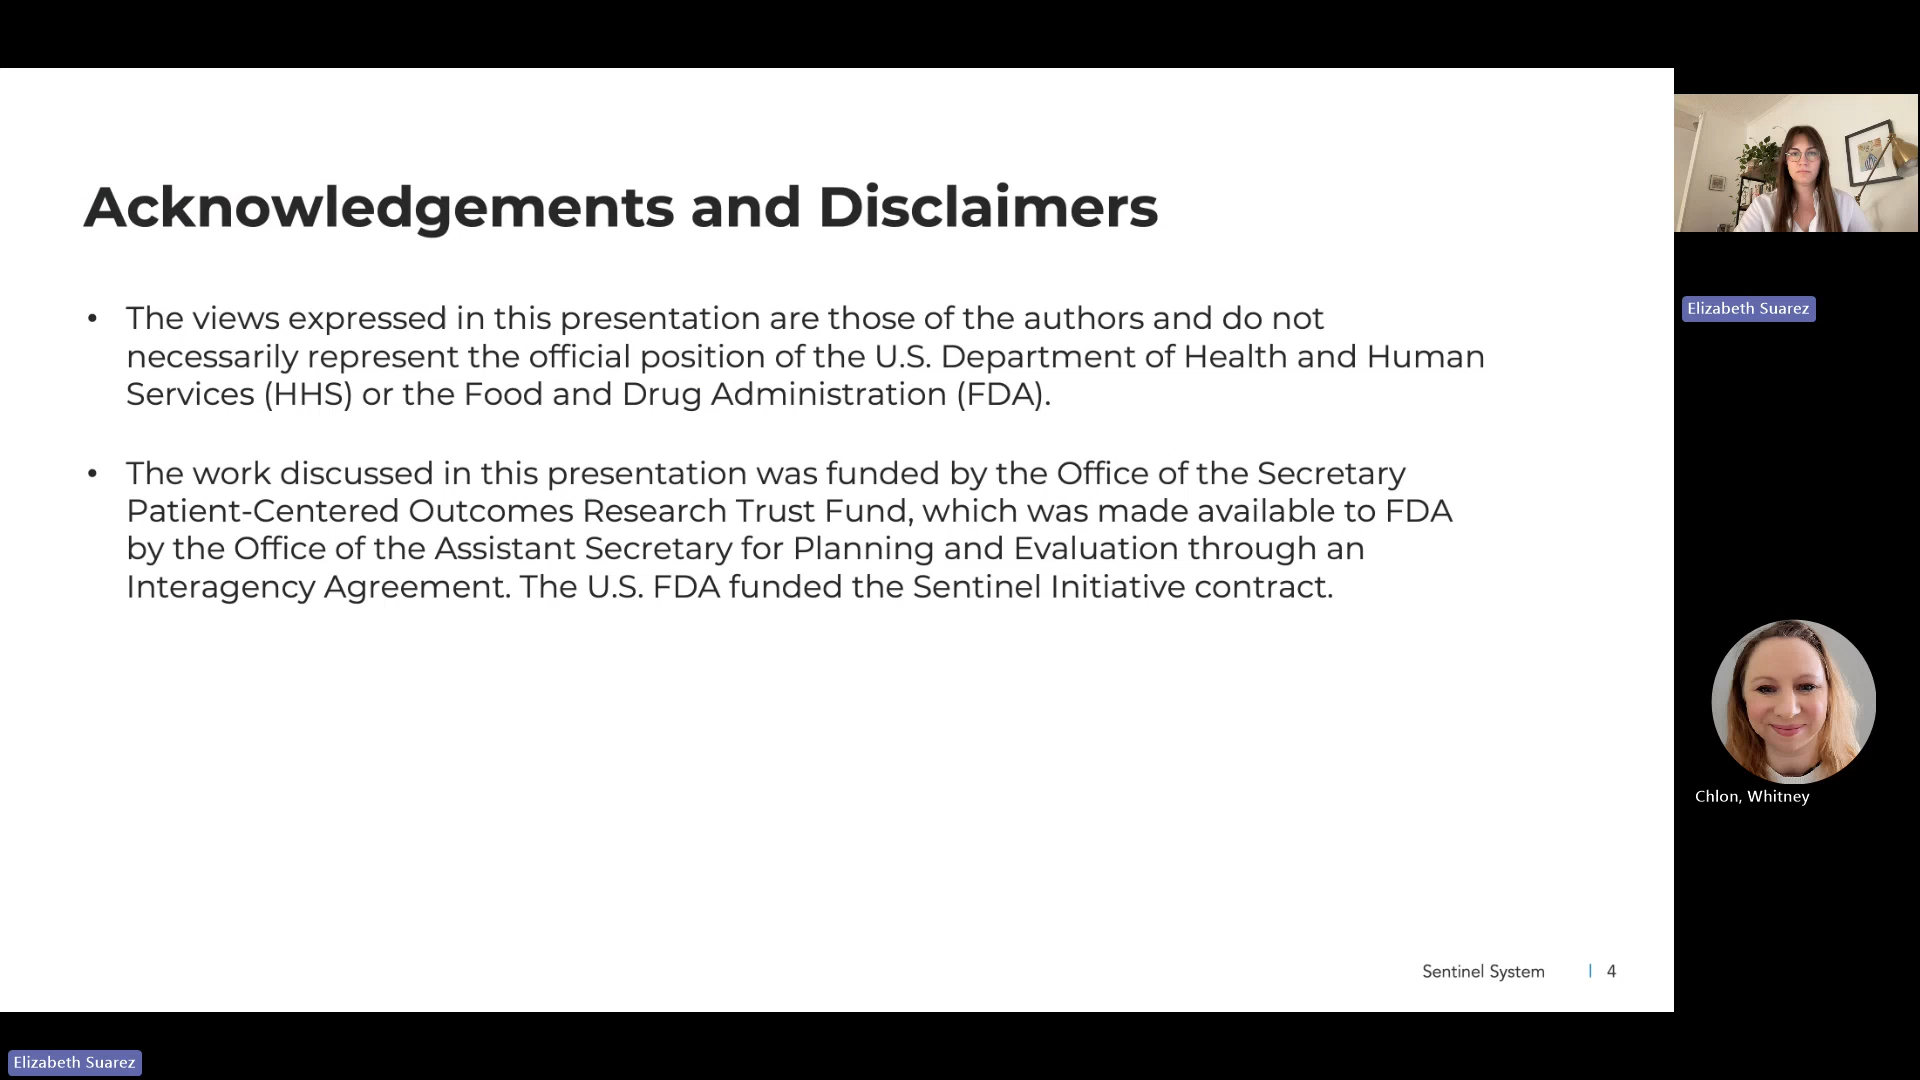 Acknowledgements and Disclaimers
• The views expressed in this presentation are those of the authors and do not
necessarily represent the official position of the U.S. Department of Health and Human
Services (HHS) or the Food and Drug Administration (FDA).
• The work discussed in this presentation was funded by the Office of the Secretary
Patient-Centered Outcomes Research Trust Fund, which was made available to FDA
by the Office of the Assistant Secretary for Planning and Evaluation through an
Interagency Agreement. The U.S. FDA funded the Sentinel Initiative contract.
Sentinel System | 4
Elizabeth Suarez
Chlon, Whitney
Elizabeth Suarez